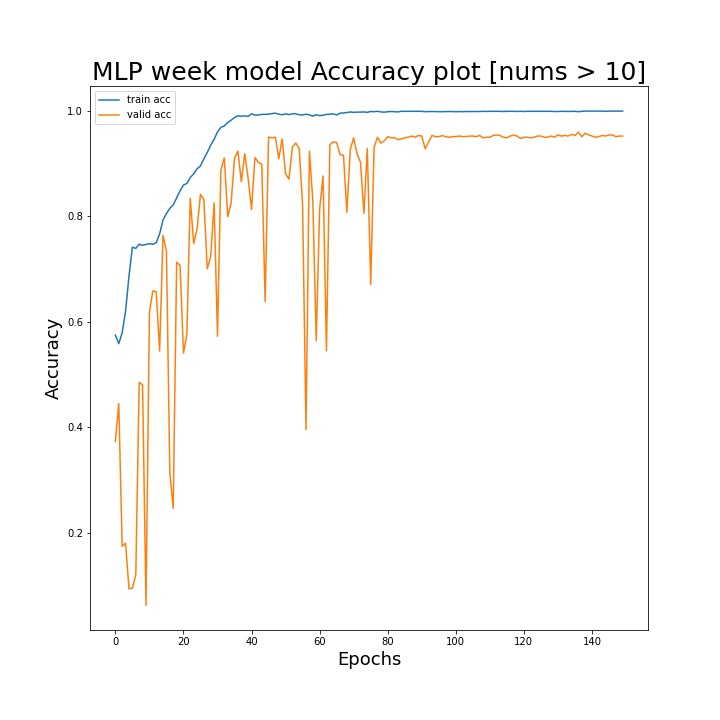 MLP week model Accuracy plot [nums > 10]
train acc
valid acc
1.0
0.8
0.6
0.4
0.2
Accuracy
0 20 40 60 80 100 120 140
Epochs